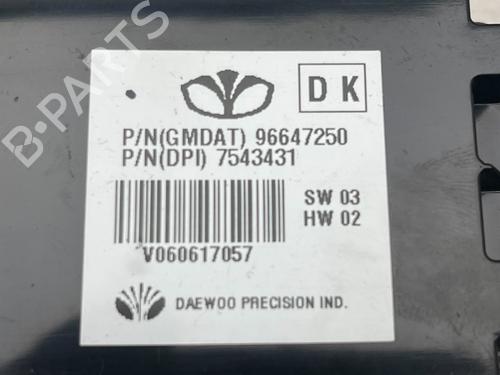 D K
P/N(GMDAT) 96647250
P/N(DPI) 7543431
SW 03
HW 02
V060617057
DAEWOO PRECISION IND.
B-PARTS